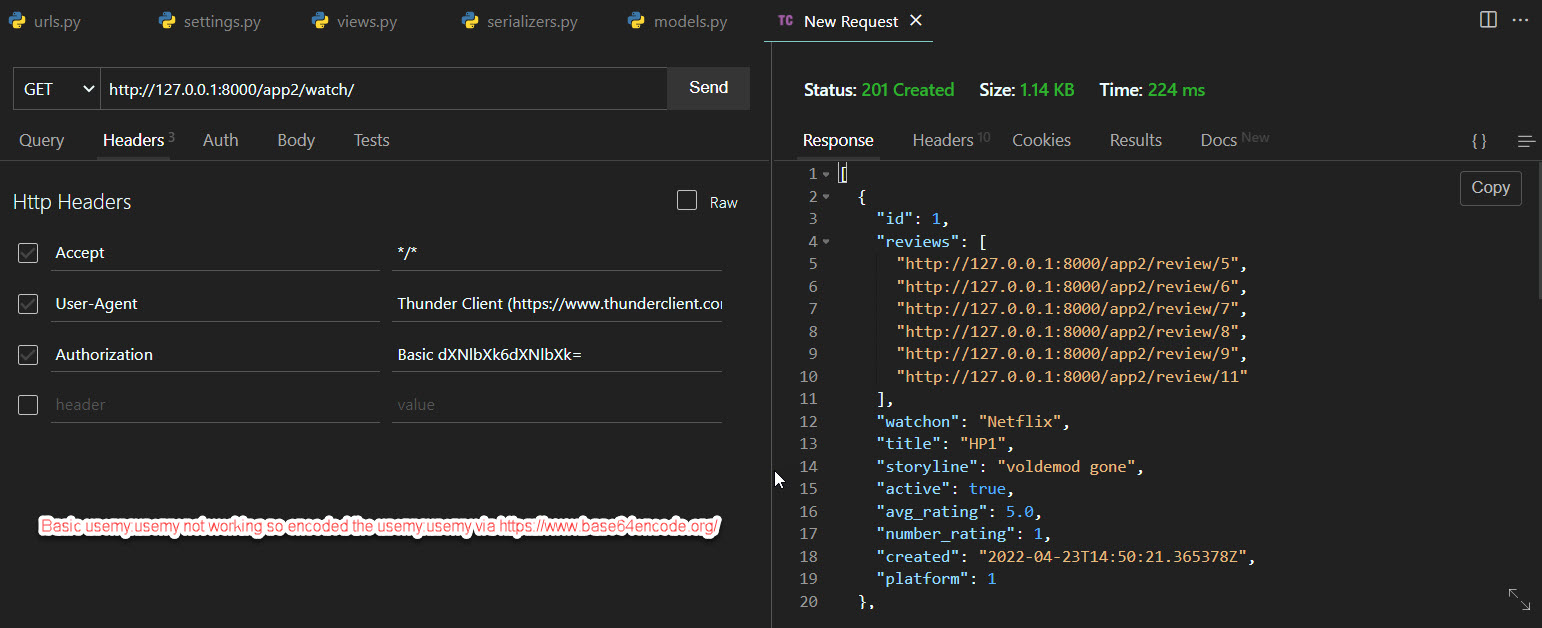 urls.py settings.py views.py serializers.py models.py TC New Request
GET http://127.0.0.1:8000/app2/watch/ Send
Query Headers 3 Auth Body Tests
Http Headers Raw
Accept */*
User-Agent Thunder Client (https://www.thunderclient.co
Authorization Basic dXNlbXk6dXNlbXk=
header value
Basic usemy:usemy not working so encoded the usemy:usemy via https://www.base64encode.org/
Status: 201 Created Size: 1.14 KB Time: 224 ms
Response Headers 10 Cookies Results Docs New { }
Copy
1 [
2 {
3 "id": 1,
4 "reviews": [
5 "http://127.0.0.1:8000/app2/review/5",
6 "http://127.0.0.1:8000/app2/review/6",
7 "http://127.0.0.1:8000/app2/review/7",
8 "http://127.0.0.1:8000/app2/review/8",
9 "http://127.0.0.1:8000/app2/review/9",
10 "http://127.0.0.1:8000/app2/review/11"
11 ],
12 "watchon": "Netflix",
13 "title": "HP1",
14 "storyline": "voldemod gone",
15 "active": true,
16 "avg_rating": 5.0,
17 "number_rating": 1,
18 "created": "2022-04-23T14:50:21.365378Z",
19 "platform": 1
20 },